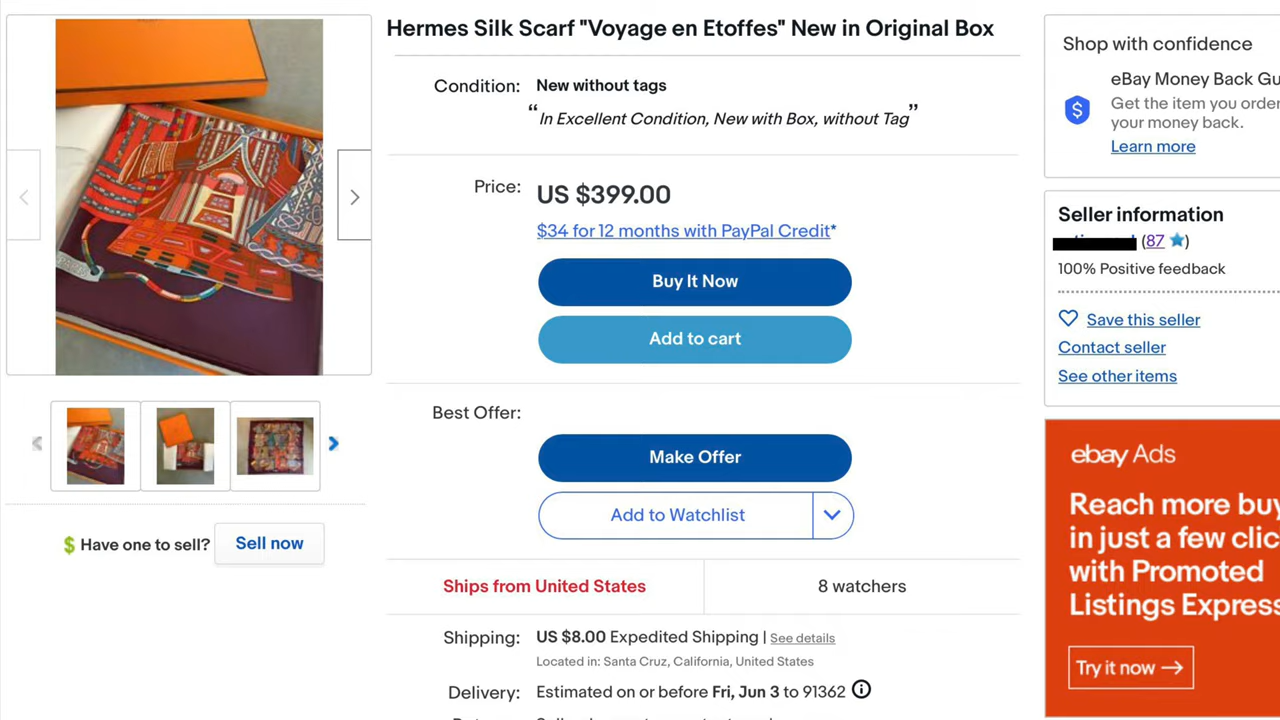 Hermes Silk Scarf "Voyage en Etoffes" New in Original Box
Condition: New without tags
“In Excellent Condition, New with Box, without Tag”
Price: US $399.00
$34 for 12 months with PayPal Credit*
Buy It Now
Add to cart
Best Offer:
Make Offer
Add to Watchlist
Ships from United States
8 watchers
Shipping: US $8.00 Expedited Shipping | See details
Located in: Santa Cruz, California, United States
Delivery: Estimated on or before Fri, Jun 3 to 91362
$ Have one to sell? Sell now
Shop with confidence
eBay Money Back Gu
Get the item you order
your money back.
Learn more
Seller information
(87)
100% Positive feedback
Save this seller
Contact seller
See other items
ebay Ads
Reach more buy
in just a few clic
with Promoted
Listings Express
Try it now →